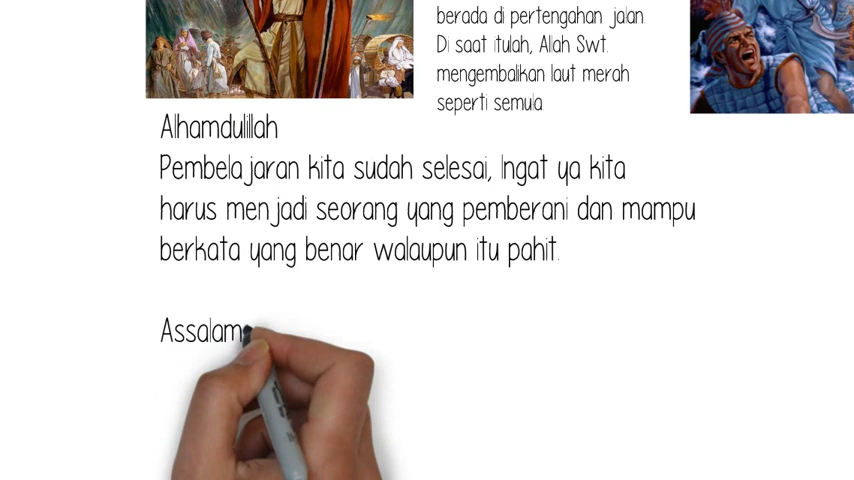 berada di pertengahan jalan.
Di saat itulah, Allah Swt.
mengembalikan laut merah
seperti semula
Alhamdulillah
Pembelajaran kita sudah selesai, Ingat ya kita
harus menjadi seorang yang pemberani dan mampu
berkata yang benar walaupun itu pahit.
Assalam